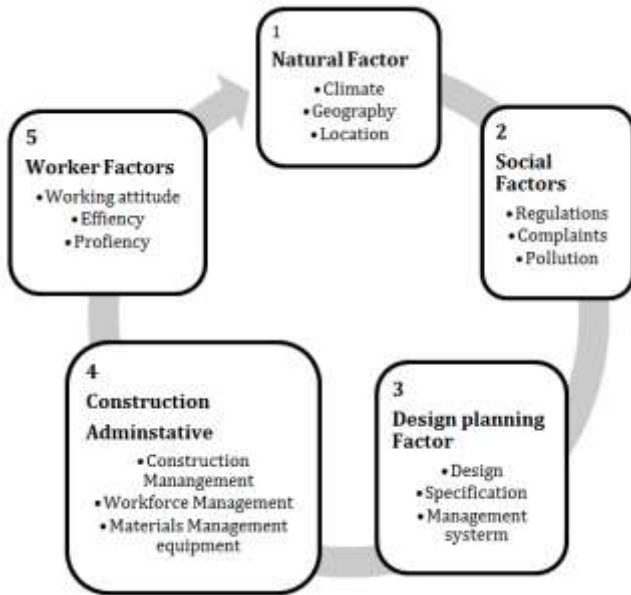 1
Natural Factor
• Climate
• Geography
• Location
2
Social
Factors
• Regulations
• Complaints
• Pollution
3
Design planning
Factor
• Design
• Specification
• Management
systerm
4
Construction
Adminstative
• Construction
Manangement
• Workforce Management
• Materials Management
equipment
5
Worker Factors
• Working attitude
• Effiency
• Profiency